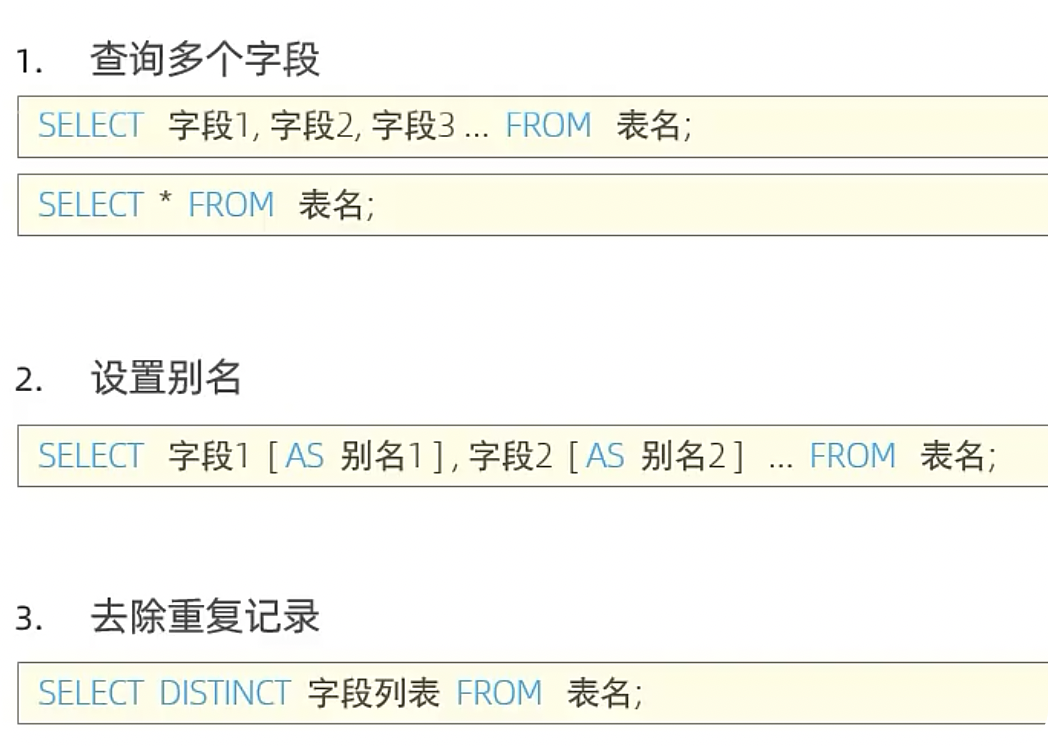 1. 查询多个字段
SELECT 字段1, 字段2, 字段3 ... FROM 表名;
SELECT * FROM 表名;
2. 设置别名
SELECT 字段1 [ AS 别名1 ] , 字段2 [ AS 别名2 ] ... FROM 表名;
3. 去除重复记录
SELECT DISTINCT 字段列表 FROM 表名;